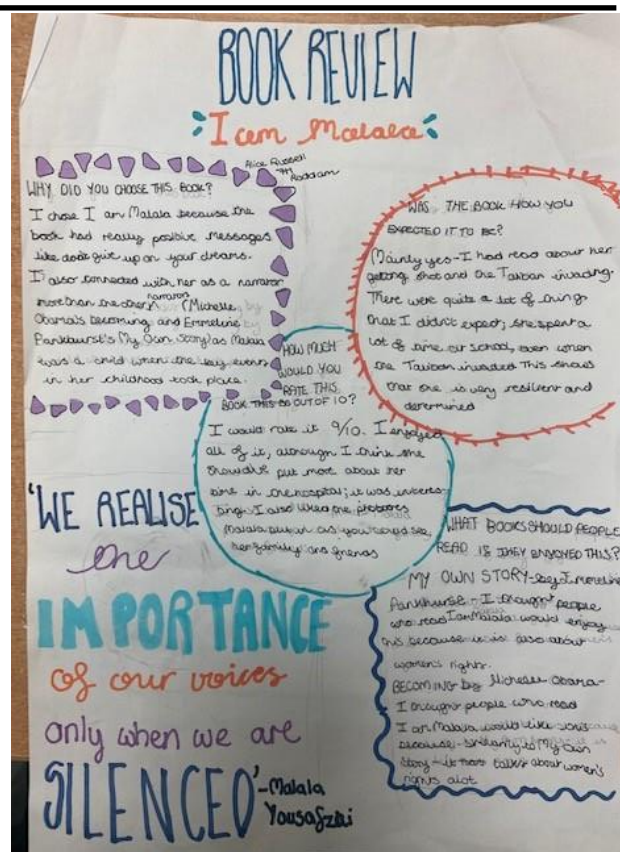 BOOK REVIEW
I am Malala
Alice Russell
7H
Roddam
WHY DID YOU CHOOSE THIS BOOK?
I chose I am Malala because the
book had really positive messages
like don't give up on your dreams.
I also connected with her as a narrator
more than the other narrators (Michelle
Obama's becoming and Emmeline
Pankhurst's My Own Story) as Malala
was a child when the key events
in her childhood took place.
WAS THE BOOK HOW YOU
EXPECTED IT TO BE?
Mainly yes-I had read about her
getting shot and the Taliban invading.
There were quite a lot of things
that I didn't expect; she spent a
lot of time at school, even when
the Taliban invaded This shows
that she is very resilient and
determined
HOW MUCH
WOULD YOU
RATE THIS
BOOK OUT OF 10?
I would rate it 9/10. I enjoyed
all of it, although I think she
should've put more about her
time in the hospital; it was interes-
ting. I also liked the pictures
Malala put in as you could see
her family and friends
'WE REALISE
the
IMPORTANCE
of our voices
only when we are
SILENCED'-Malala
Yousafzai
WHAT BOOKS SHOULD PEOPLE
READ IF THEY ENJOYED THIS?
MY OWN STORY-by Emmeline
Pankhurst - I thought people
who read I am Malala would enjoy
this because it is also about
women's rights.
BECOMING by Michelle Obama-
I thought people who read
I am Malala would like this
because-similarly to My Own
Story-it talks about women's
rights alot